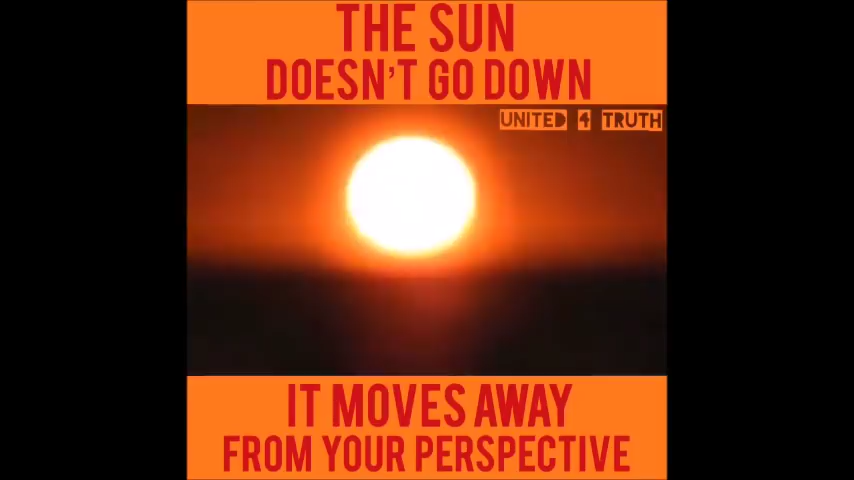 THE SUN
DOESN'T GO DOWN
UNITED 4 TRUTH
IT MOVES AWAY
FROM YOUR PERSPECTIVE